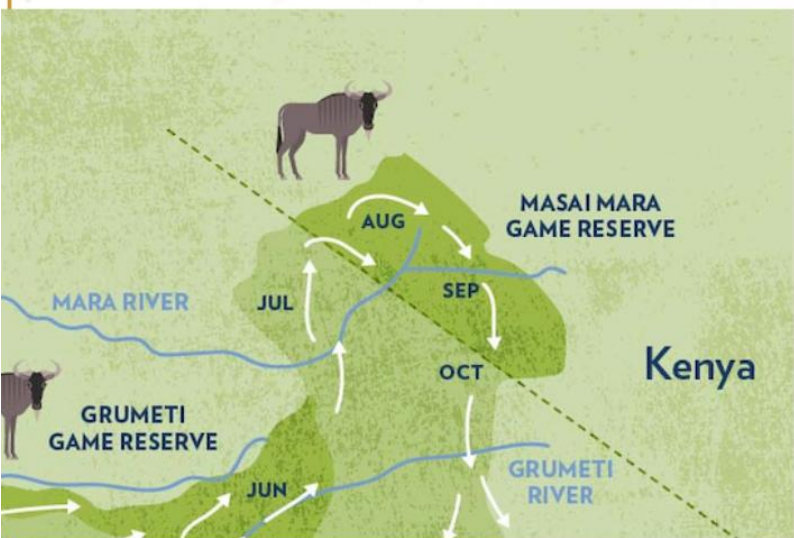 AUG
MASAI MARA
GAME RESERVE
MARA RIVER
JUL
SEP
Kenya
OCT
GRUMETI
GAME RESERVE
GRUMETI
RIVER
JUN